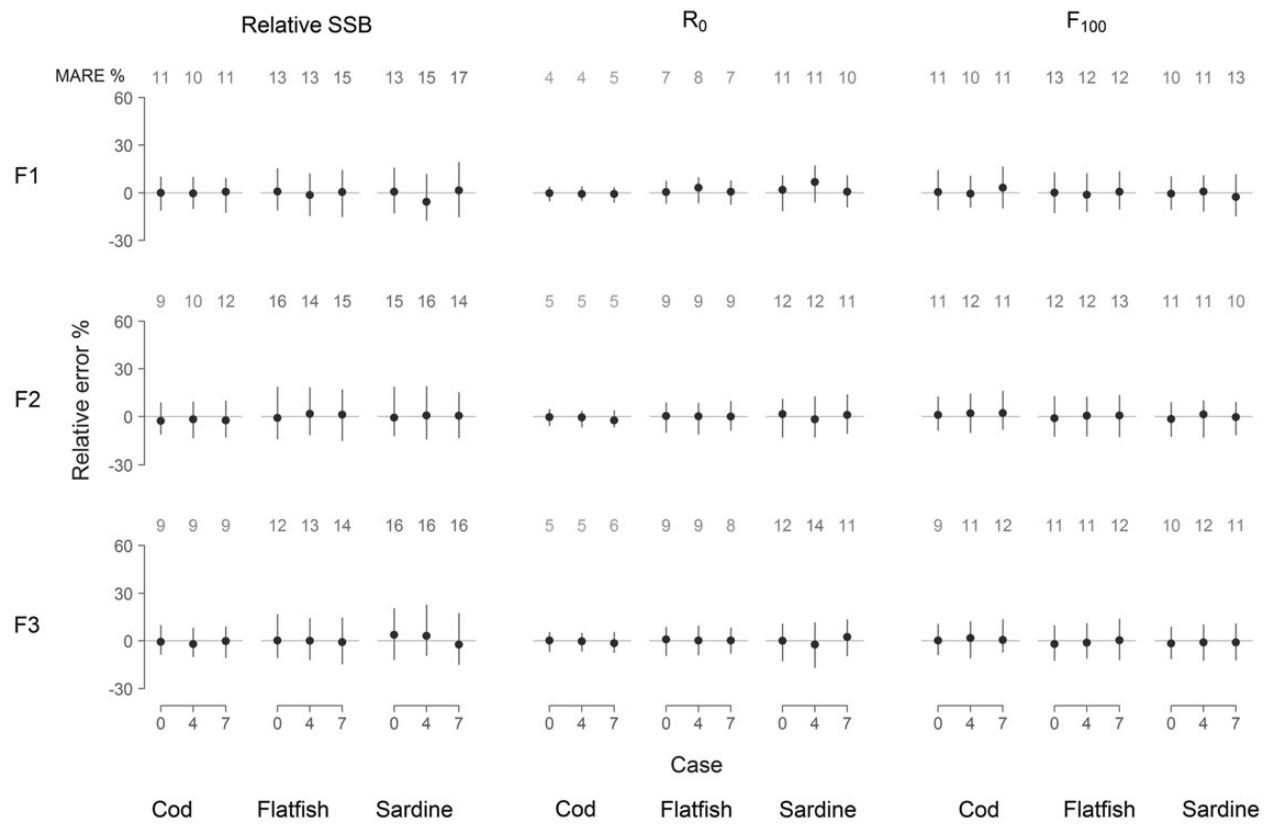 Relative SSB R₀ F₁₀₀
MARE % 11 10 11 13 13 15 13 15 17 4 4 5 7 8 7 11 11 10 11 10 11 13 12 12 10 11 13
60
30
F1
0
-30
9 10 12 16 14 15 15 16 14 5 5 5 9 9 9 12 12 11 11 12 11 12 12 13 11 11 10
60
30
F2
0
-30
Relative error %
9 9 9 12 13 14 16 16 16 5 5 6 9 9 8 12 14 11 9 11 12 11 11 12 10 12 11
60
30
F3
0
-30
0 4 7 0 4 7 0 4 7 0 4 7 0 4 7 0 4 7 0 4 7 0 4 7 0 4 7
Case
Cod Flatfish Sardine Cod Flatfish Sardine Cod Flatfish Sardine